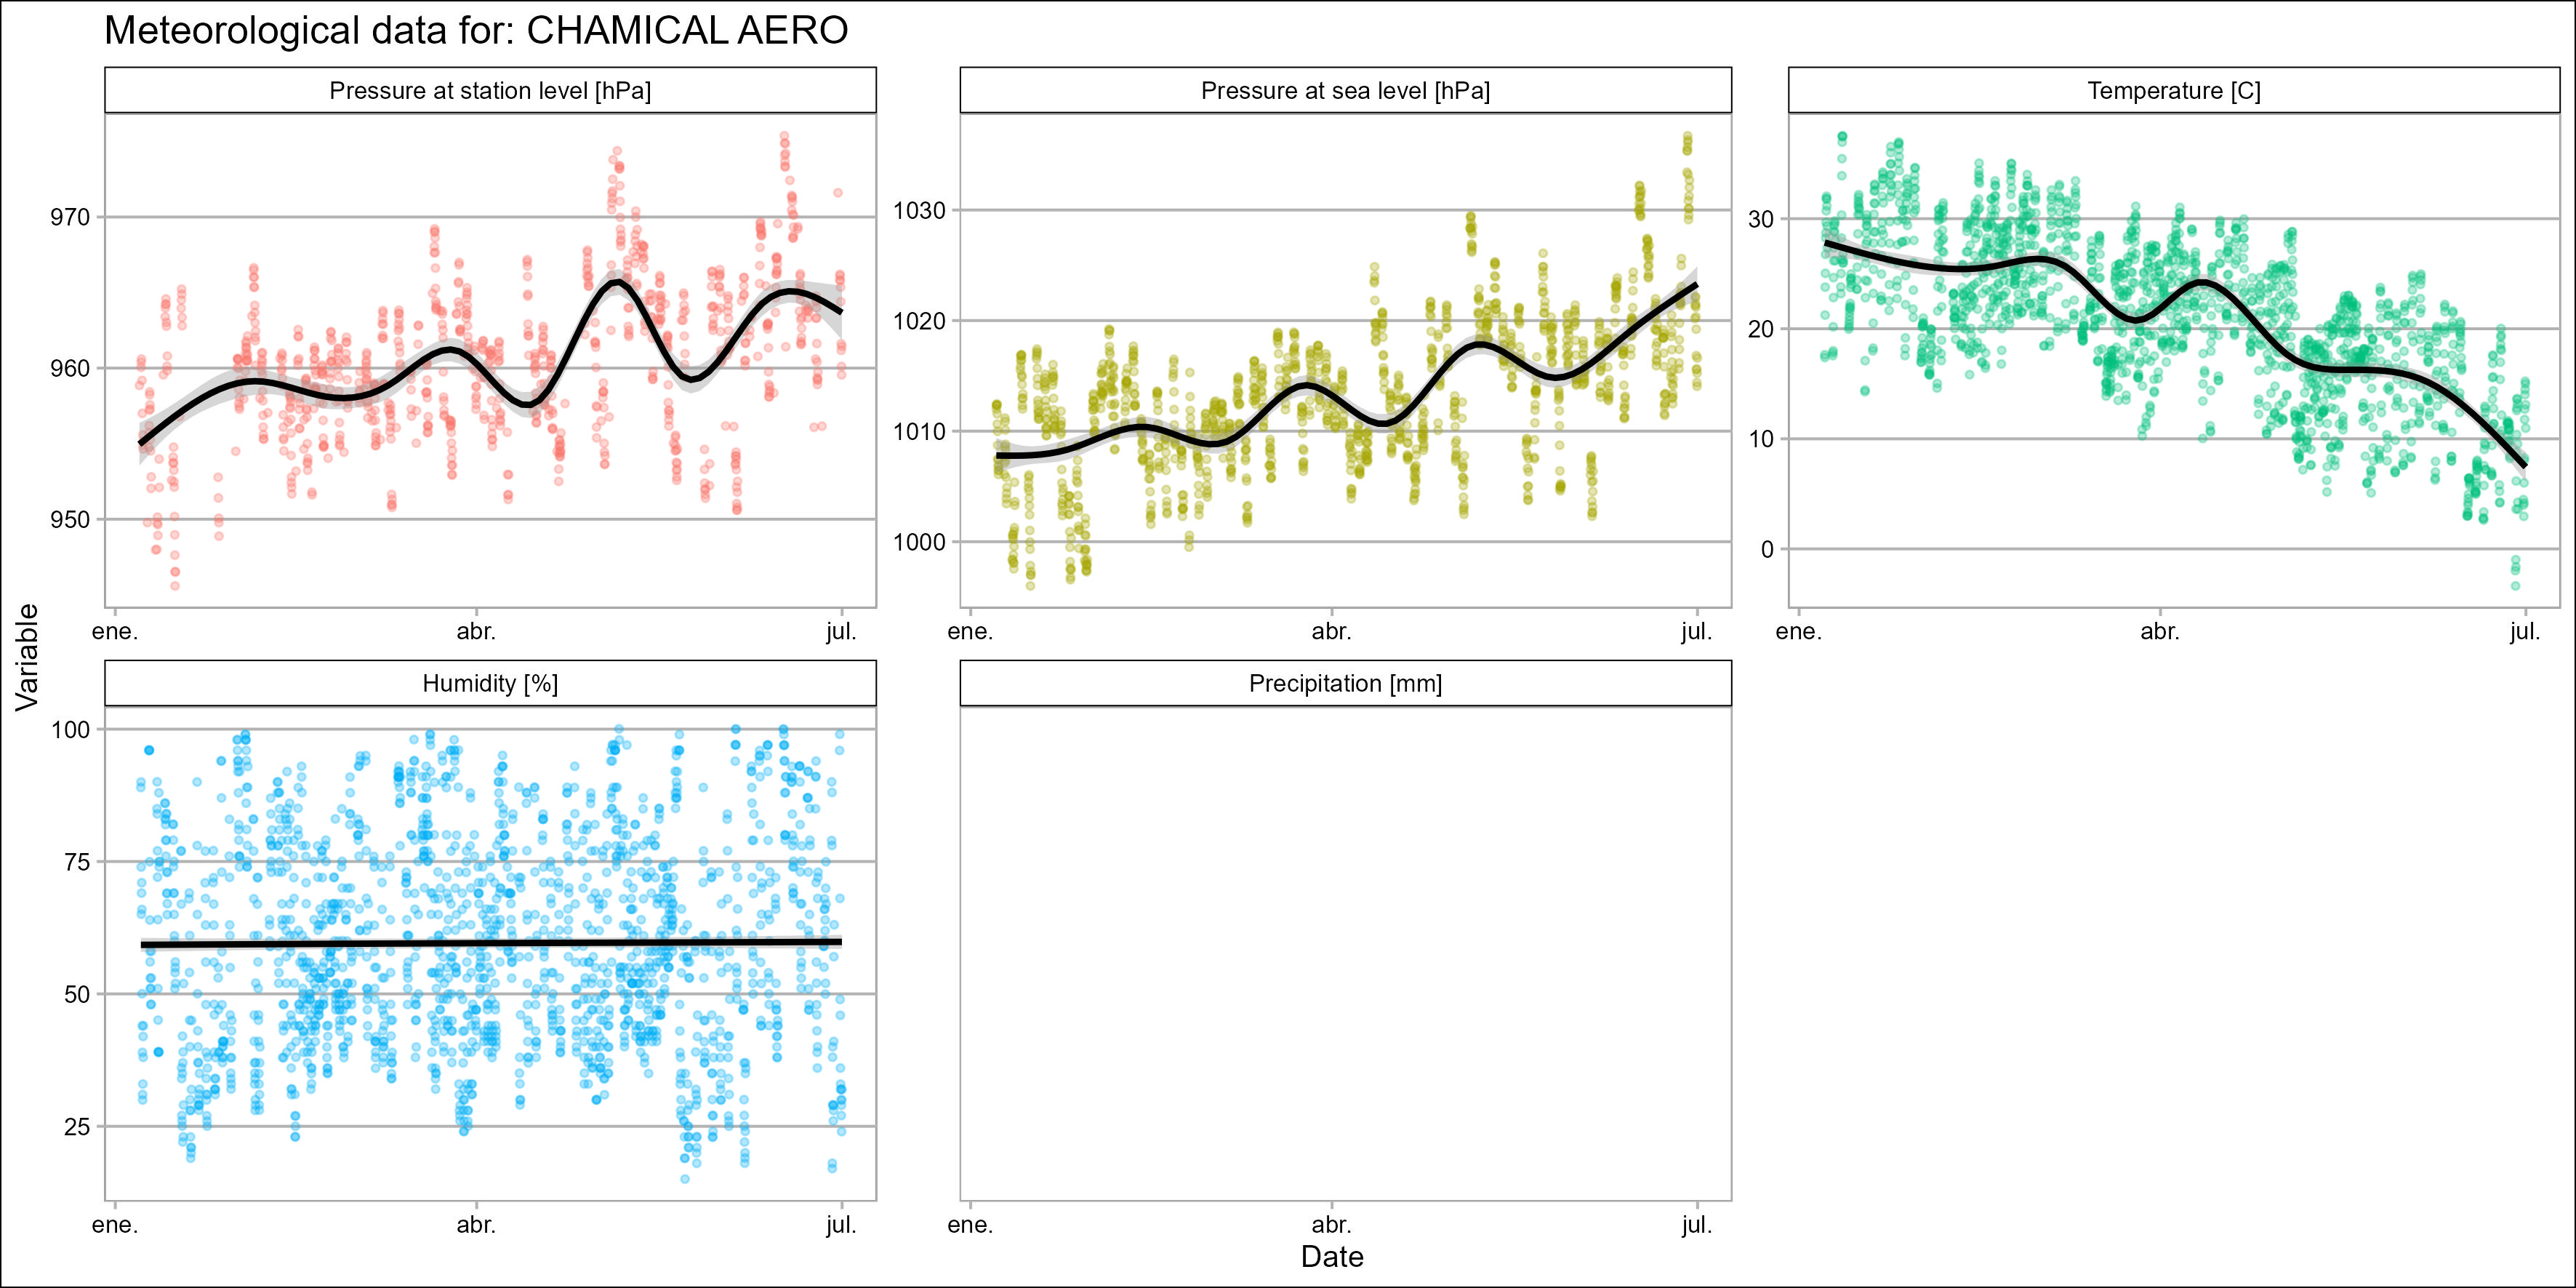 Meteorological data for: CHAMICAL AERO
Pressure at station level [hPa]
Pressure at sea level [hPa]
Temperature [C]
970
960
950
1030
1020
1010
1000
30
20
10
0
ene.
abr.
jul.
ene.
abr.
jul.
ene.
abr.
jul.
Variable
Humidity [%]
Precipitation [mm]
100
75
50
25
ene.
abr.
jul.
ene.
abr.
jul.
Date